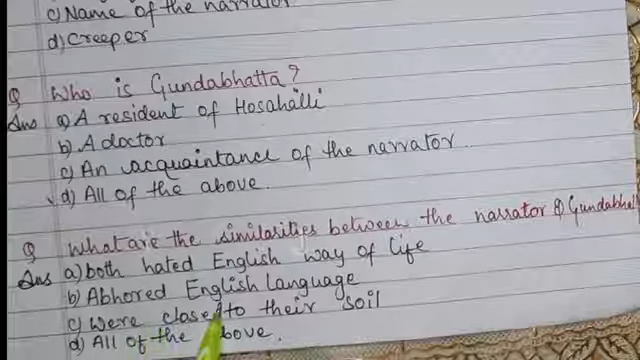 c) Name of the narrator
d) Creeper
Q Who is Gundabhatta?
Ans a) A resident of Hosahalli
b) A doctor
c) An acquaintance of the narrator
d) All of the above.
Q What are the similarities between the narrator & Gundabhatt
Ans a) both hated English way of life
b) Abhored English Language
c) Were closed to their soil
d) All of the above.